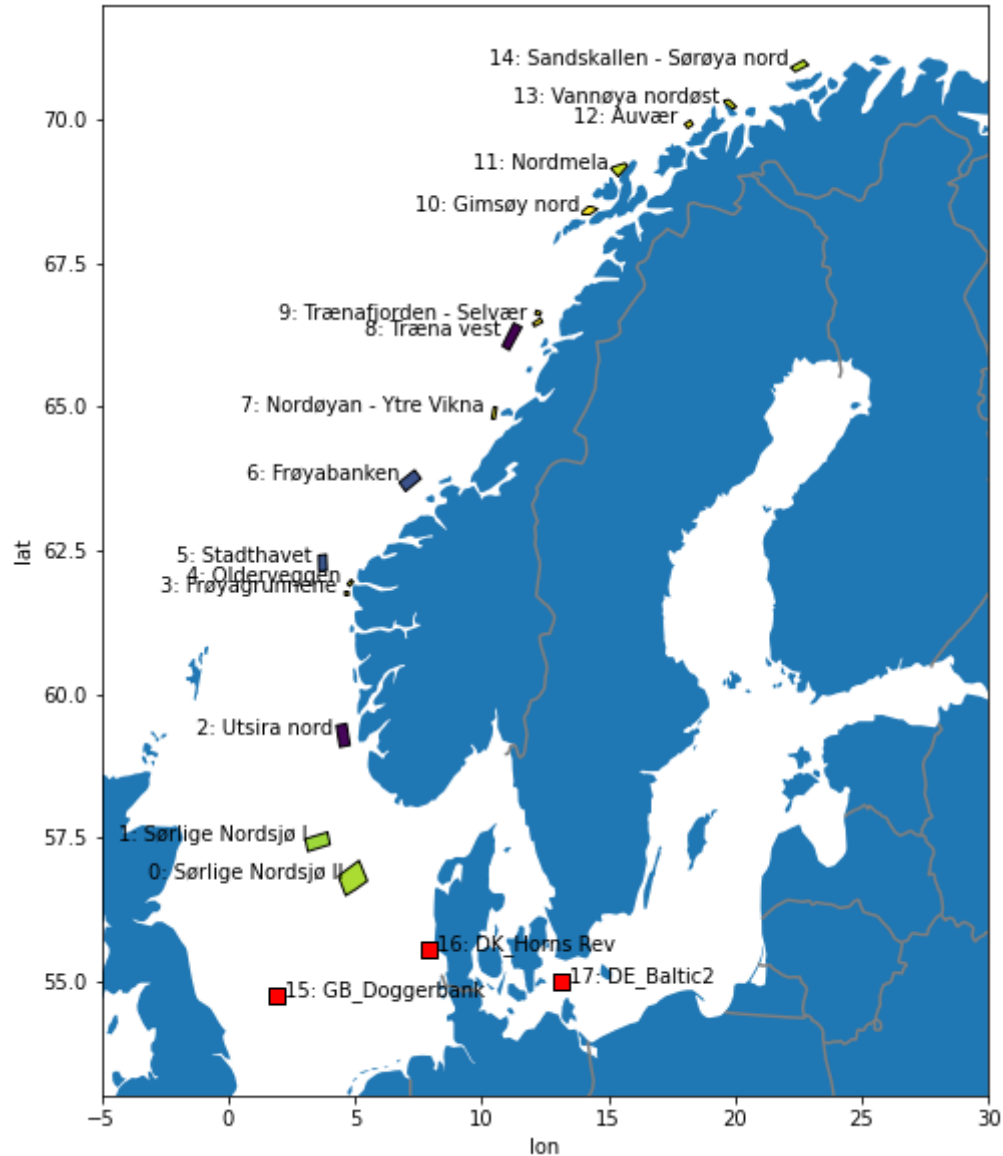 14: Sandskallen - Sørøya nord
13: Vannøya nordøst
12: Auvær
70.0
11: Nordmela
10: Gimsøy nord
67.5
9: Trænafjorden - Selvær
8: Træna vest
65.0
7: Nordøyan - Ytre Vikna
6: Frøyabanken
62.5
lat
5: Stadthavet
4: Olderveggen
3: Frøyagrunnene
60.0
2: Utsira nord
57.5
1: Sørlige Nordsjø I
0: Sørlige Nordsjø II
16: DK_Horns Rev
55.0
17: DE_Baltic2
15: GB_Doggerbank
−5 0 5 10 15 20 25 30
lon